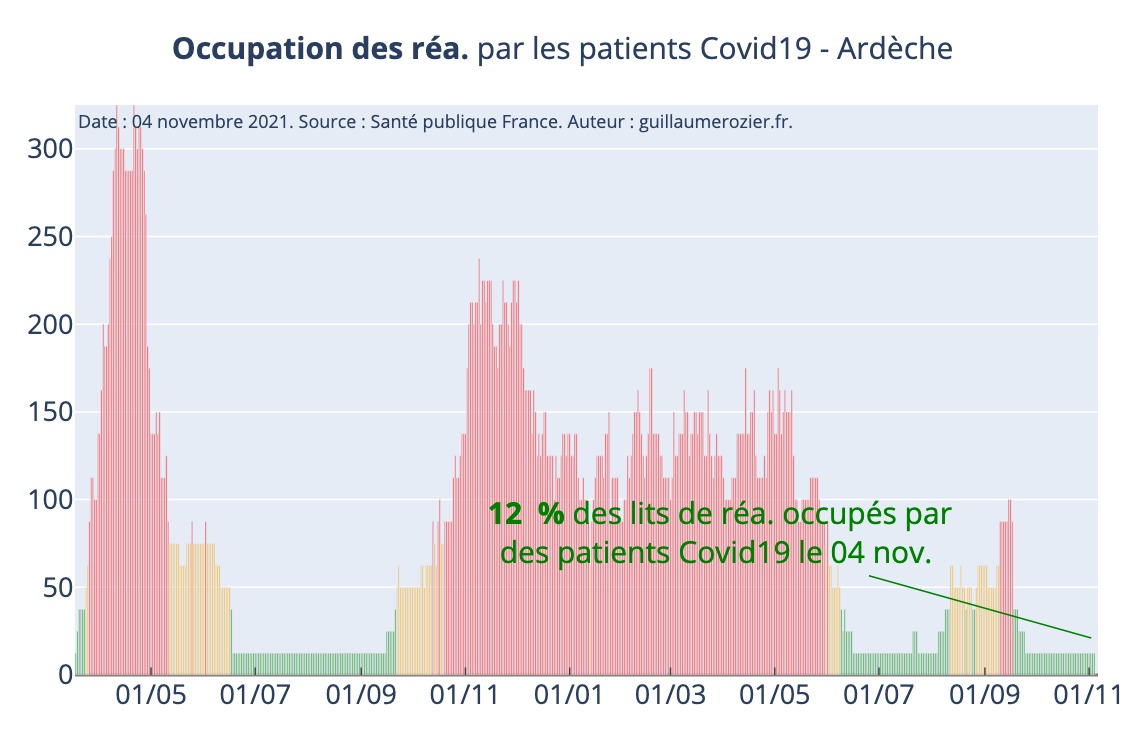 Occupation des réa. par les patients Covid19 - Ardèche
Date : 04 novembre 2021. Source : Santé publique France. Auteur : guillaumerozier.fr.
300
250
200
150
100
50
0
12 % des lits de réa. occupés par
des patients Covid19 le 04 nov.
01/05 01/07 01/09 01/11 01/01 01/03 01/05 01/07 01/09 01/11